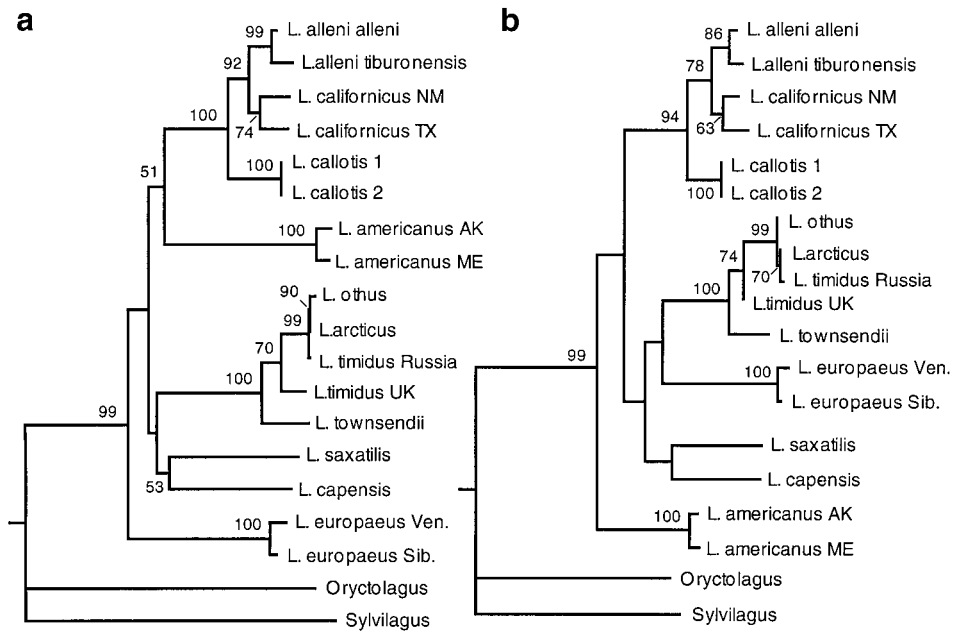 a
99
L. alleni alleni
92
L.alleni tiburonensis
100
L. californicus NM
74
L. californicus TX
51
100
L. callotis 1
L. callotis 2
100
L. americanus AK
L. americanus ME
90
L. othus
99
L.arcticus
70
L. timidus Russia
100
L.timidus UK
L. townsendii
99
L. saxatilis
53
L. capensis
100
L. europaeus Ven.
L. europaeus Sib.
Oryctolagus
Sylvilagus
b
86
L. alleni alleni
78
L.alleni tiburonensis
94
L. californicus NM
63
L. californicus TX
L. callotis 1
100
L. callotis 2
L. othus
99
74
L.arcticus
70
L. timidus Russia
100
L.timidus UK
L. townsendii
99
100
L. europaeus Ven.
L. europaeus Sib.
L. saxatilis
L. capensis
100
L. americanus AK
L. americanus ME
Oryctolagus
Sylvilagus